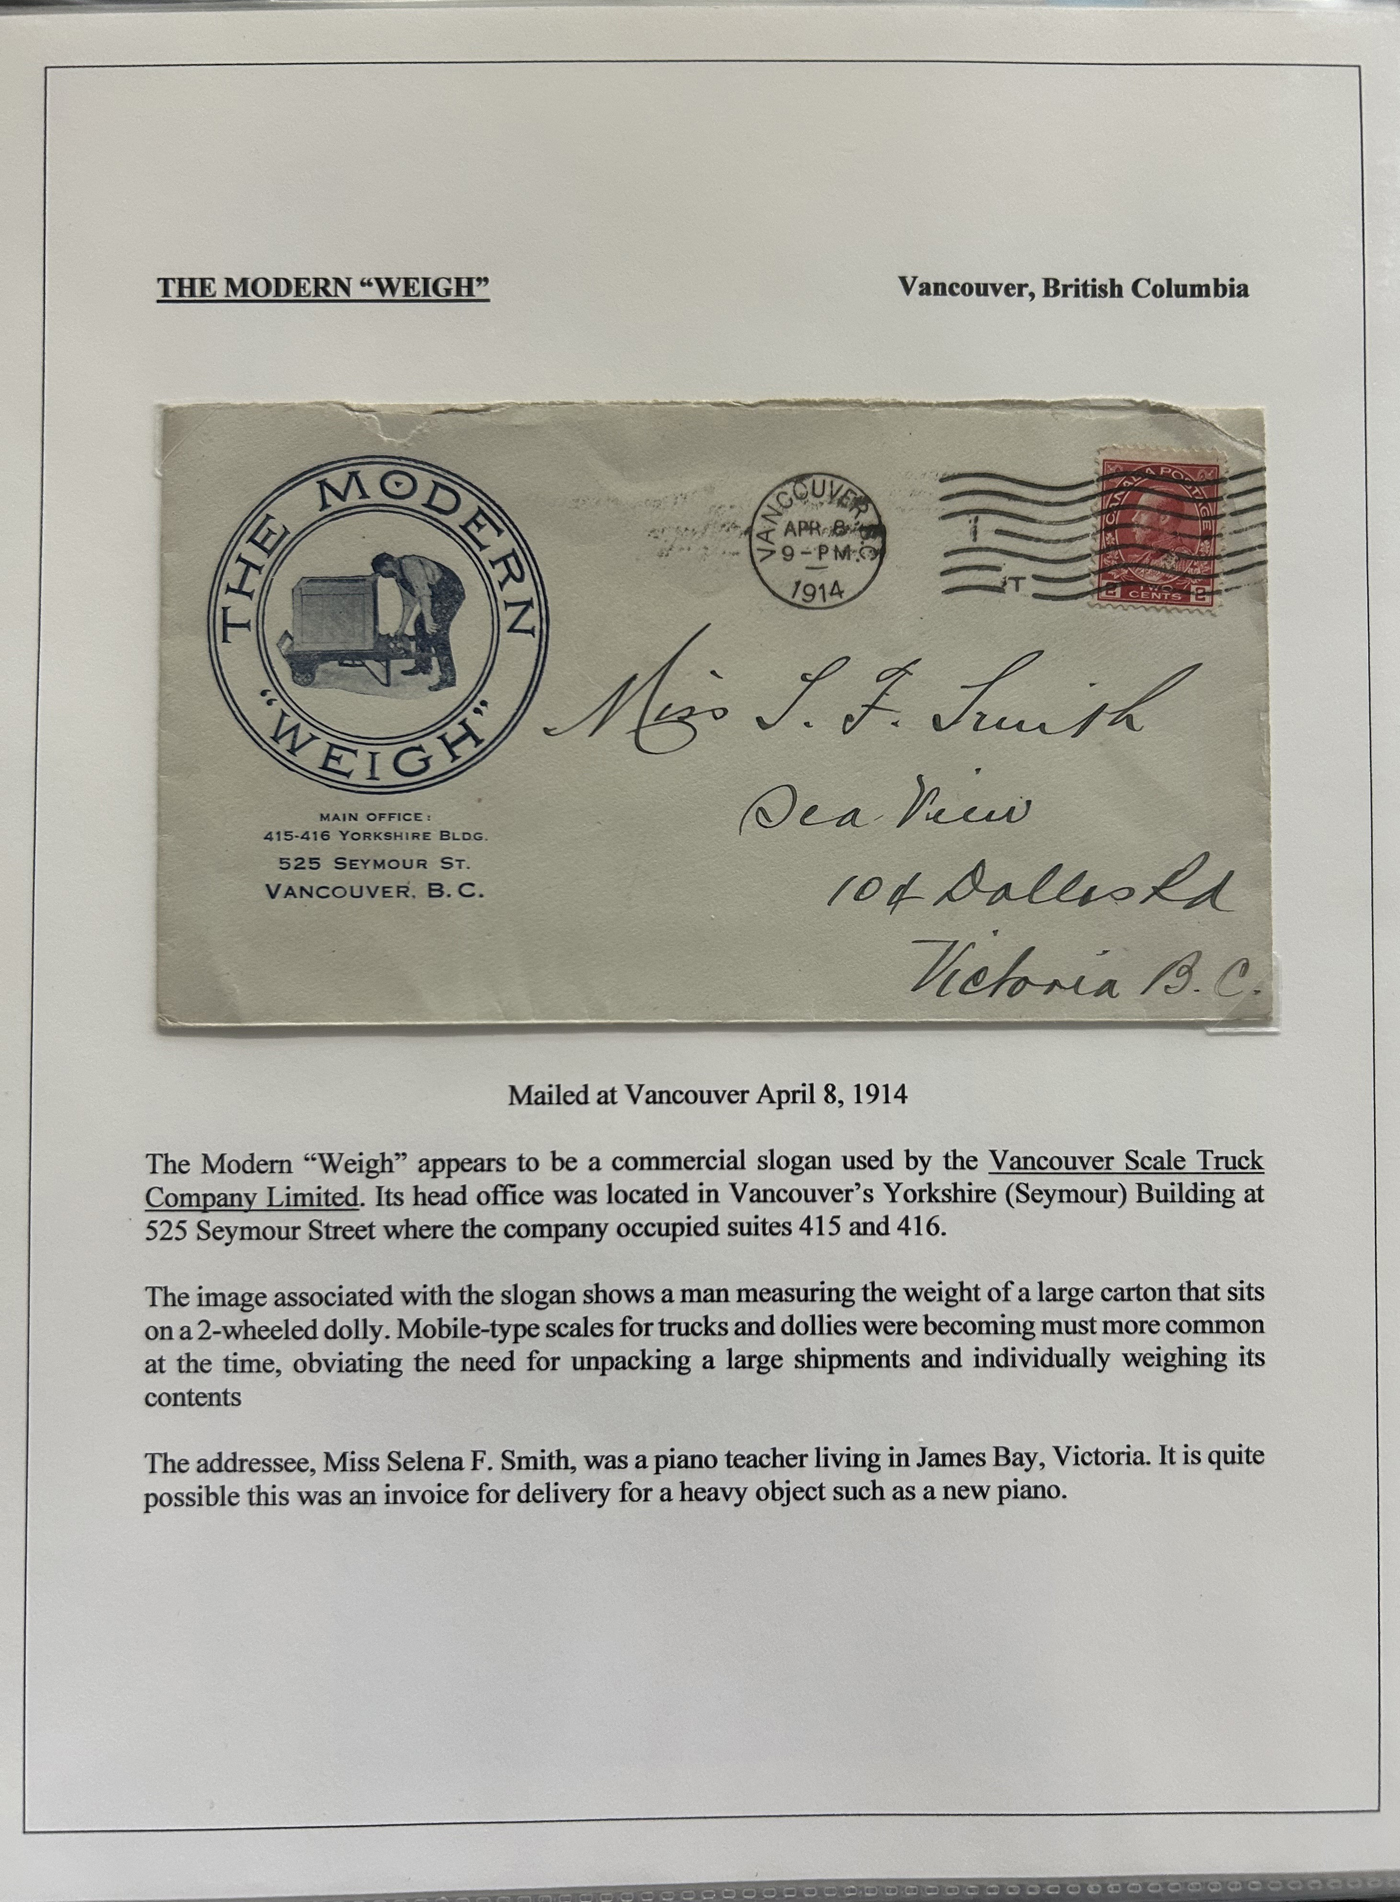 THE MODERN “WEIGH”
Vancouver, British Columbia
THE MODERN
“WEIGH”
MAIN OFFICE:
415-416 YORKSHIRE BLDG.
525 SEYMOUR ST.
VANCOUVER, B.C.
VANCOUVER B.C.
APR 8
9-PM.
1914
CANADA POSTAGE
2 TWO CENTS 2
Miss S. F. Smith
Sea View
104 Dallas Rd
Victoria B. C.
Mailed at Vancouver April 8, 1914
The Modern “Weigh” appears to be a commercial slogan used by the Vancouver Scale Truck
Company Limited. Its head office was located in Vancouver’s Yorkshire (Seymour) Building at
525 Seymour Street where the company occupied suites 415 and 416.
The image associated with the slogan shows a man measuring the weight of a large carton that sits
on a 2-wheeled dolly. Mobile-type scales for trucks and dollies were becoming must more common
at the time, obviating the need for unpacking a large shipments and individually weighing its
contents
The addressee, Miss Selena F. Smith, was a piano teacher living in James Bay, Victoria. It is quite
possible this was an invoice for delivery for a heavy object such as a new piano.